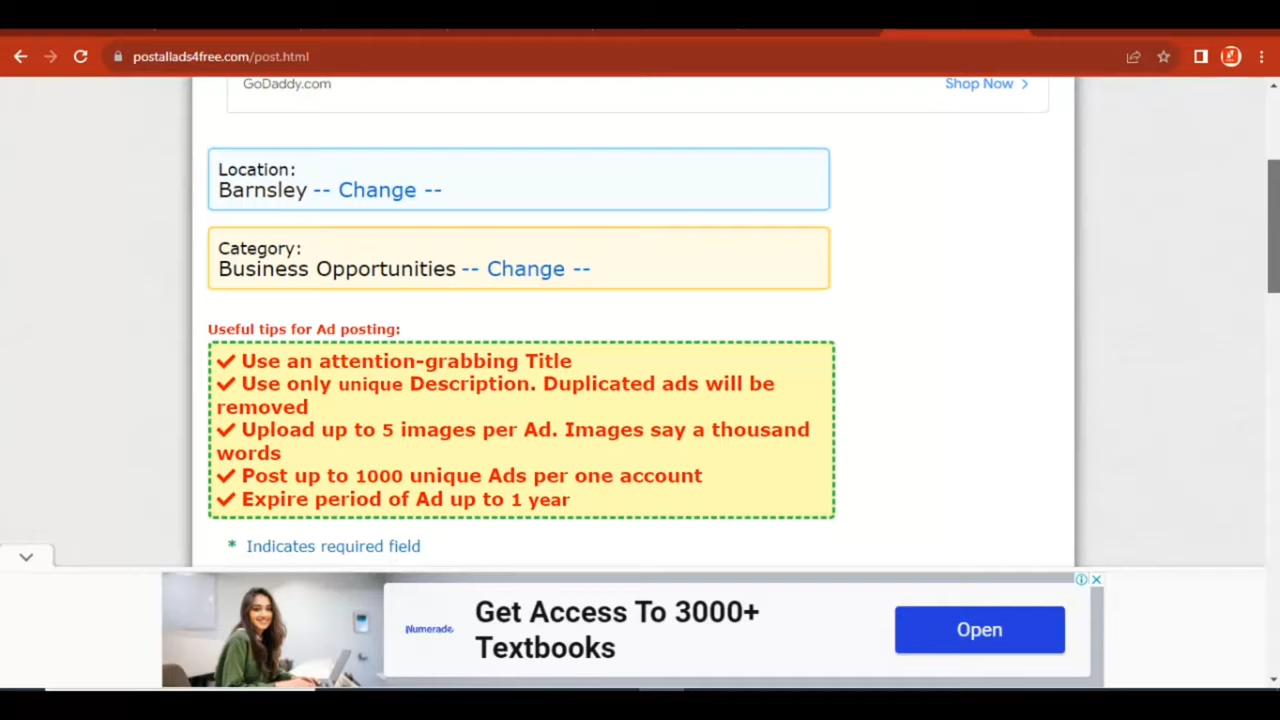 postallads4free.com/post.html
GoDaddy.com
Shop Now >
Location:
Barnsley -- Change --
Category:
Business Opportunities -- Change --
Useful tips for Ad posting:
✔ Use an attention-grabbing Title
✔ Use only unique Description. Duplicated ads will be
removed
✔ Upload up to 5 images per Ad. Images say a thousand
words
✔ Post up to 1000 unique Ads per one account
✔ Expire period of Ad up to 1 year
* Indicates required field
Numerade
Get Access To 3000+
Textbooks
Open